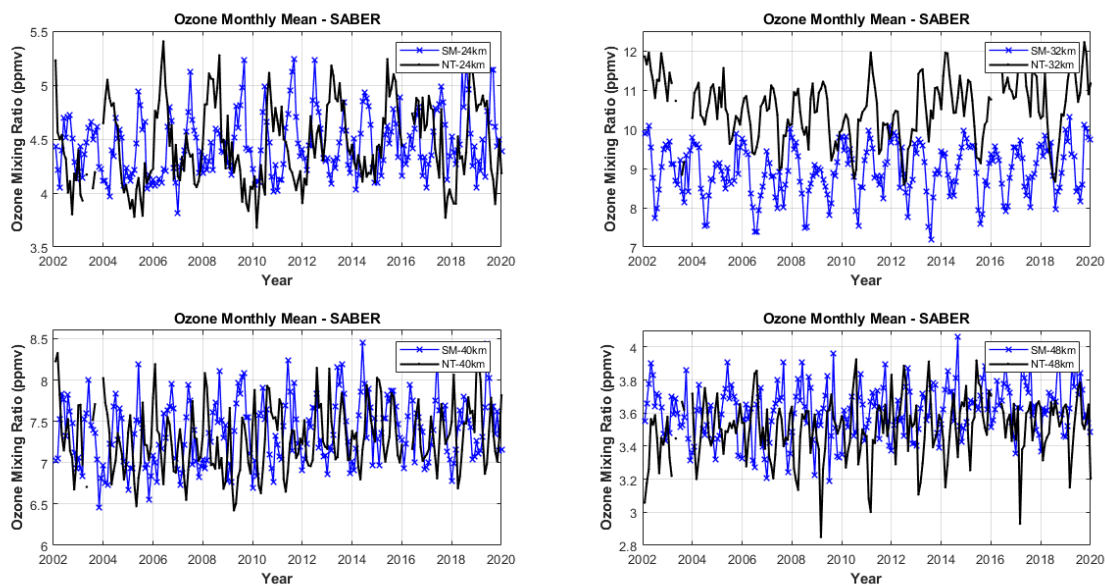 Ozone Monthly Mean - SABER
5.5
5
4.5
4
3.5
Ozone Mixing Ratio (ppmv)
SM-24km
NT-24km
2002 2004 2006 2008 2010 2012 2014 2016 2018 2020
Year
Ozone Monthly Mean - SABER
12
11
10
9
8
7
Ozone Mixing Ratio (ppmv)
SM-32km
NT-32km
2002 2004 2006 2008 2010 2012 2014 2016 2018 2020
Year
Ozone Monthly Mean - SABER
8.5
8
7.5
7
6.5
6
Ozone Mixing Ratio (ppmv)
SM-40km
NT-40km
2002 2004 2006 2008 2010 2012 2014 2016 2018 2020
Year
Ozone Monthly Mean - SABER
4
3.8
3.6
3.4
3.2
3
2.8
Ozone Mixing Ratio (ppmv)
SM-48km
NT-48km
2002 2004 2006 2008 2010 2012 2014 2016 2018 2020
Year